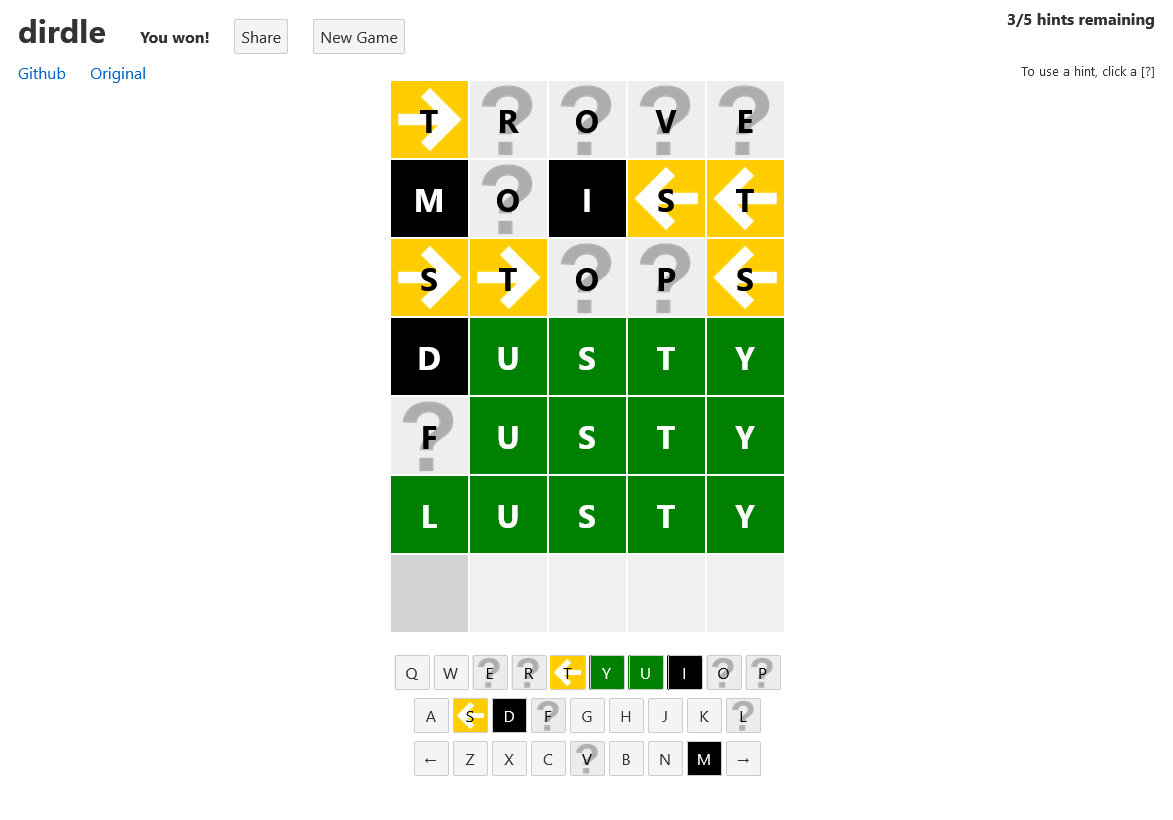 dirdle
You won!
Share
New Game
3/5 hints remaining
Github
Original
To use a hint, click a [?]
T R O V E
M O I S T
S T O P S
D U S T Y
F U S T Y
L U S T Y
Q W E R T Y U I O P
A S D F G H J K L
← Z X C V B N M →